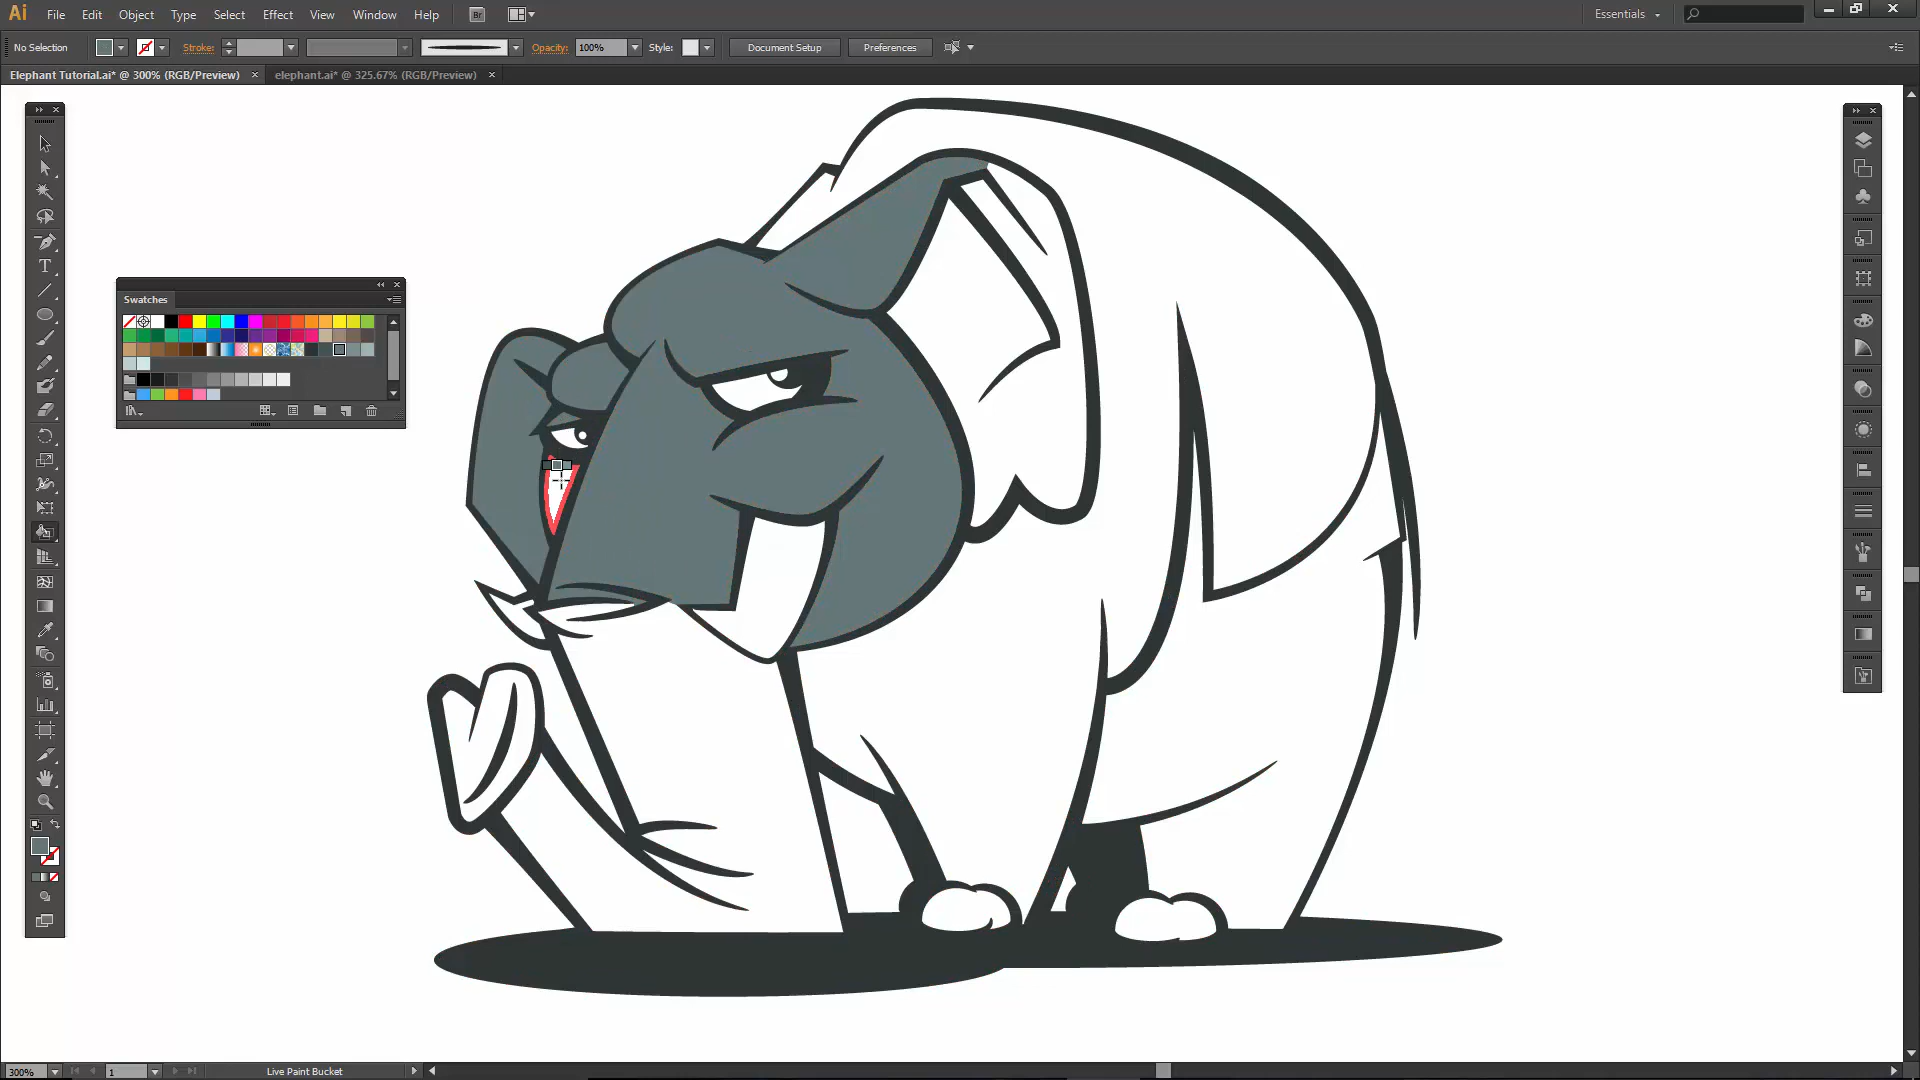 Ai File Edit Object Type Select Effect View Window Help Br Essentials
No Selection Stroke: Opacity: 100% Style: Document Setup Preferences
Elephant Tutorial.ai* @ 300% (RGB/Preview) elephant.ai* @ 325.67% (RGB/Preview)
Swatches
T
300% 1 Live Paint Bucket